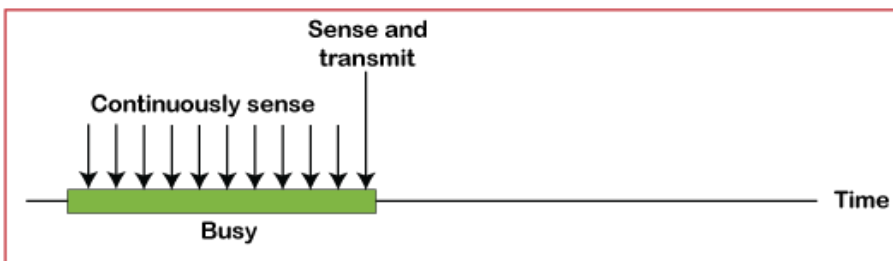 Sense and
transmit
Continuously sense
Time
Busy